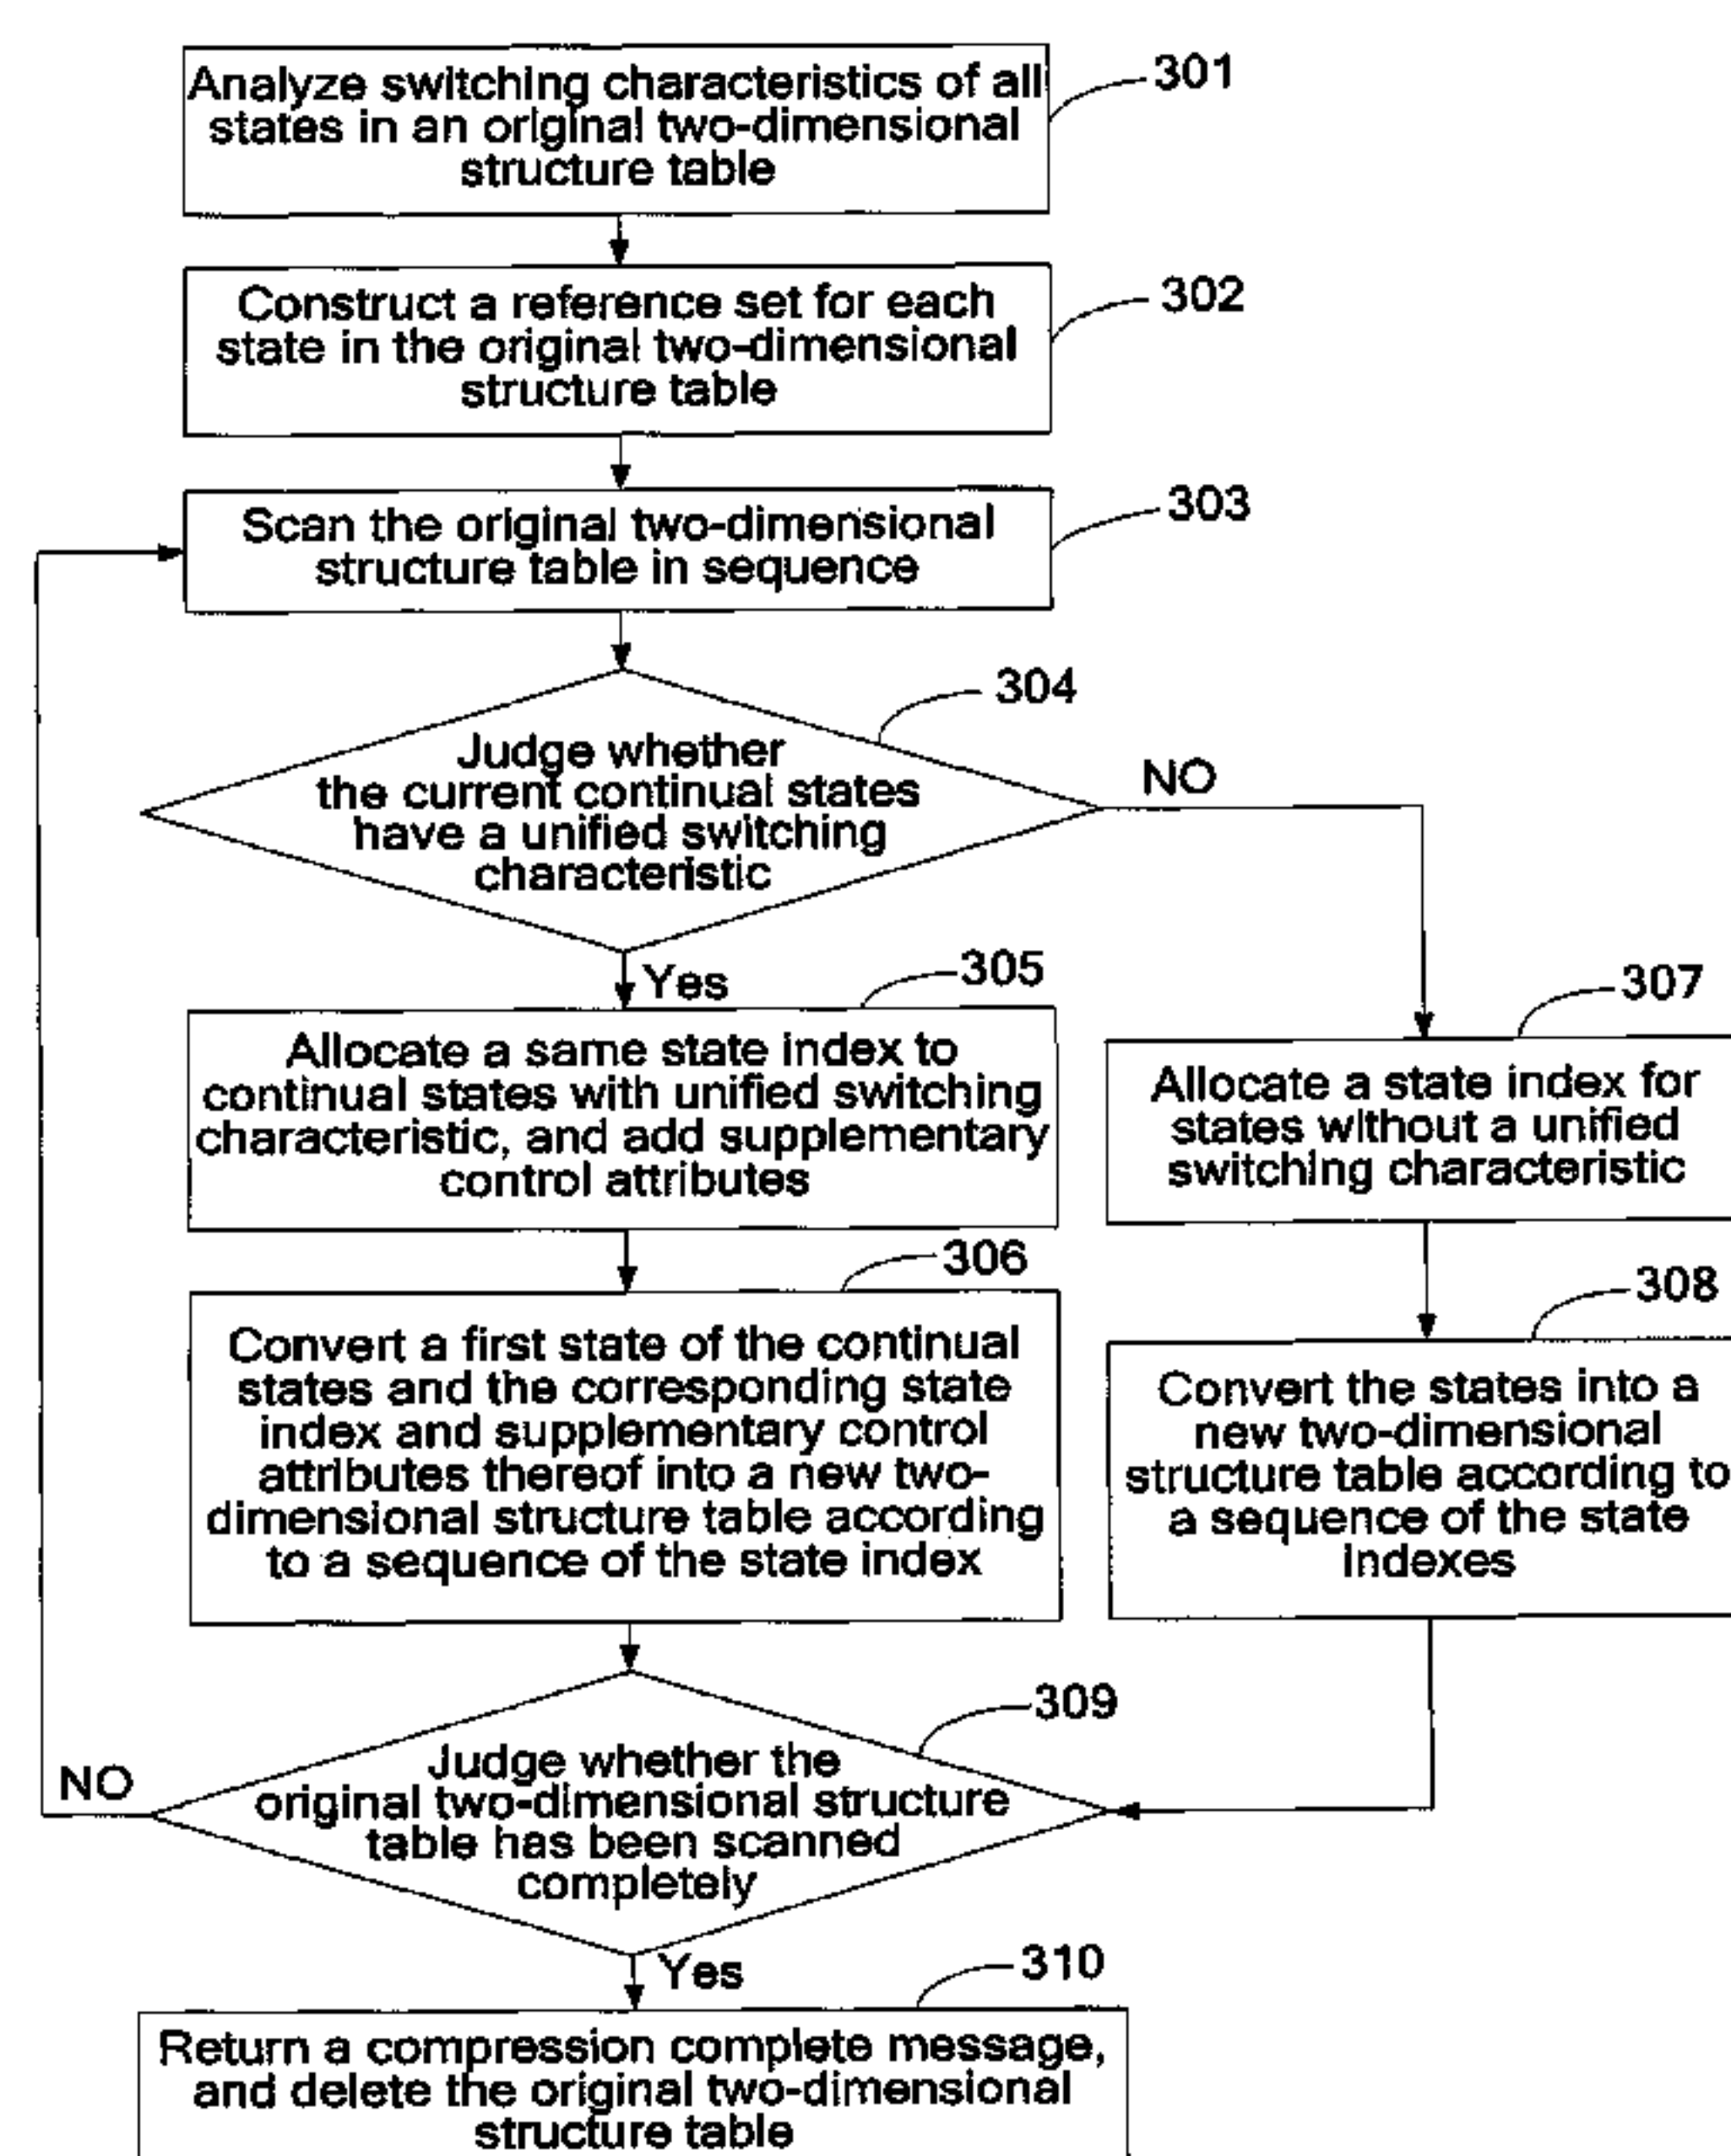 Analyze switching characteristics of all
states in an original two-dimensional
structure table
301
Construct a reference set for each
state in the original two-dimensional
structure table
302
Scan the original two-dimensional
structure table in sequence
303
Judge whether
the current continual states
have a unified switching
characteristic
304
NO
Yes
Allocate a same state index to
continual states with unified switching
characteristic, and add supplementary
control attributes
305
Allocate a state index for
states without a unified
switching characteristic
307
Convert a first state of the continual
states and the corresponding state
index and supplementary control
attributes thereof into a new two-
dimensional structure table according
to a sequence of the state index
306
Convert the states into a
new two-dimensional
structure table according to
a sequence of the state
indexes
308
Judge whether the
original two-dimensional structure
table has been scanned
completely
309
NO
Yes
Return a compression complete message,
and delete the original two-dimensional
structure table
310